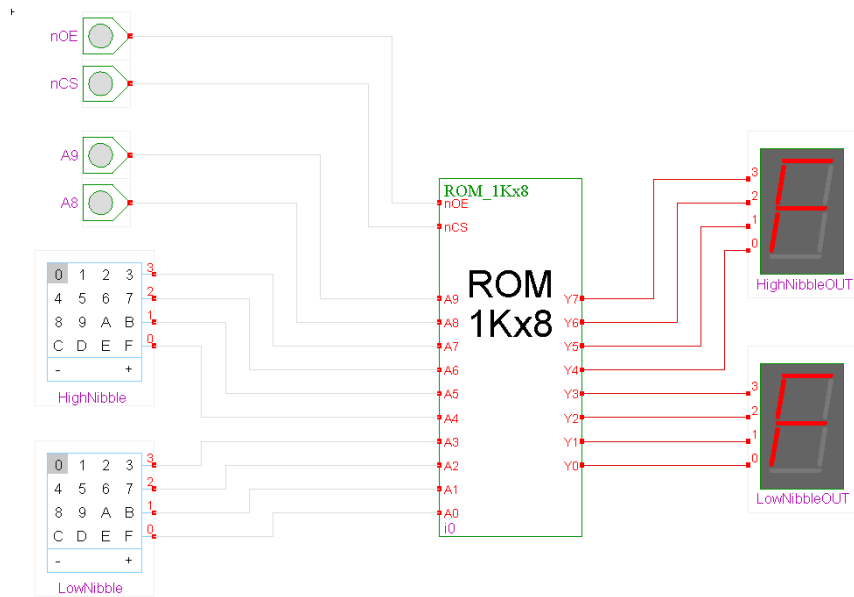 nOE
nCS
A9
A8
0 1 2 3
4 5 6 7
8 9 A B
C D E F
- +
3
2
1
0
HighNibble
0 1 2 3
4 5 6 7
8 9 A B
C D E F
- +
3
2
1
0
LowNibble
ROM_1Kx8
nOE
nCS
ROM
1Kx8
A9
A8
A7
A6
A5
A4
A3
A2
A1
A0
i0
Y7
Y6
Y5
Y4
Y3
Y2
Y1
Y0
3
2
1
0
F
HighNibbleOUT
3
2
1
0
F
LowNibbleOUT